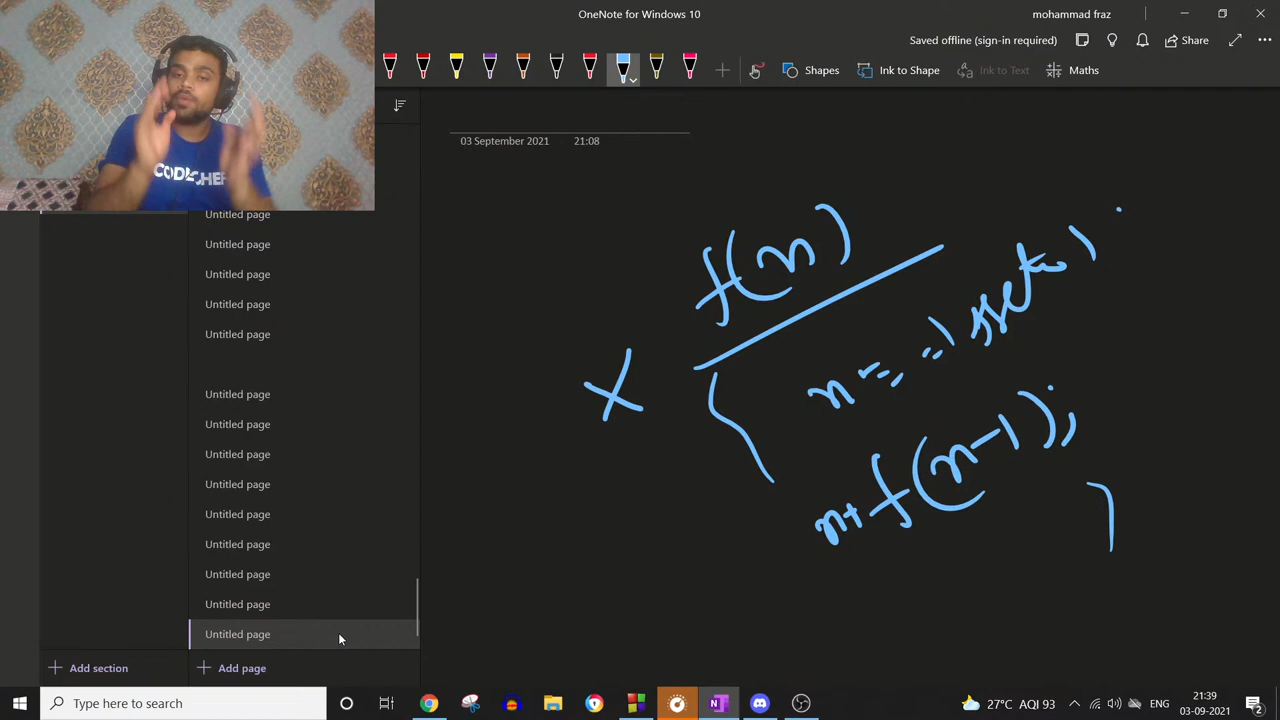 OneNote for Windows 10
mohammad fraz
Saved offline (sign-in required)
Share
Shapes
Ink to Shape
Ink to Text
Maths
03 September 2021 21:08
CODECHEF
f(n)
n+f(n-1);
Untitled page
Untitled page
Untitled page
Untitled page
Untitled page
Untitled page
Untitled page
Untitled page
Untitled page
Untitled page
Untitled page
Untitled page
Untitled page
Untitled page
Add section
Add page
Type here to search
27°C AQI 93
ENG
21:39
03-09-2021
2